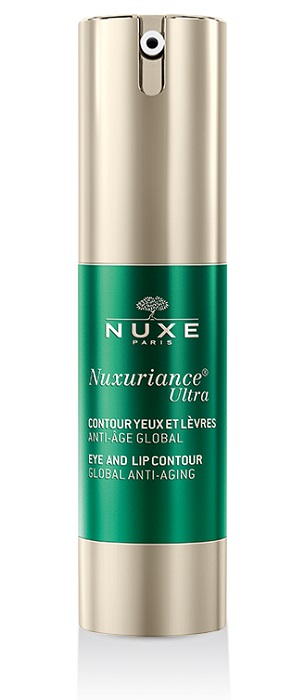 NUXE
PARIS
Nuxuriance®
Ultra
CONTOUR YEUX ET LÈVRES
ANTI-ÂGE GLOBAL
EYE AND LIP CONTOUR
GLOBAL ANTI-AGING